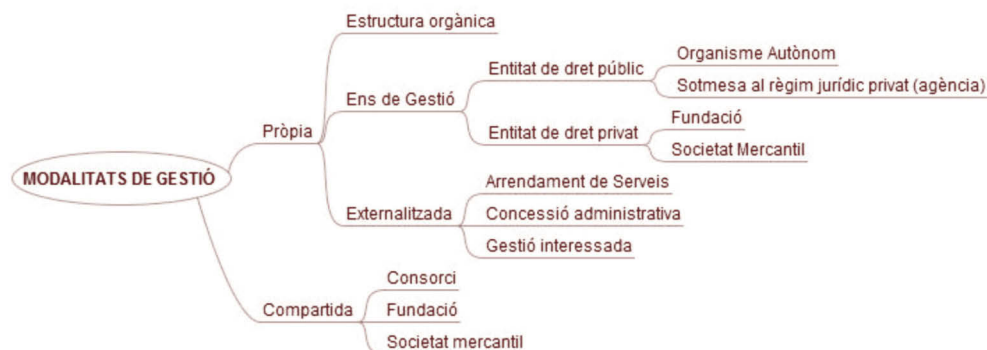 MODALITATS DE GESTIÓ
Pròpia
Estructura orgànica
Ens de Gestió
Entitat de dret públic
Organisme Autònom
Sotmesa al règim jurídic privat (agència)
Entitat de dret privat
Fundació
Societat Mercantil
Externalitzada
Arrendament de Serveis
Concessió administrativa
Gestió interessada
Compartida
Consorci
Fundació
Societat mercantil